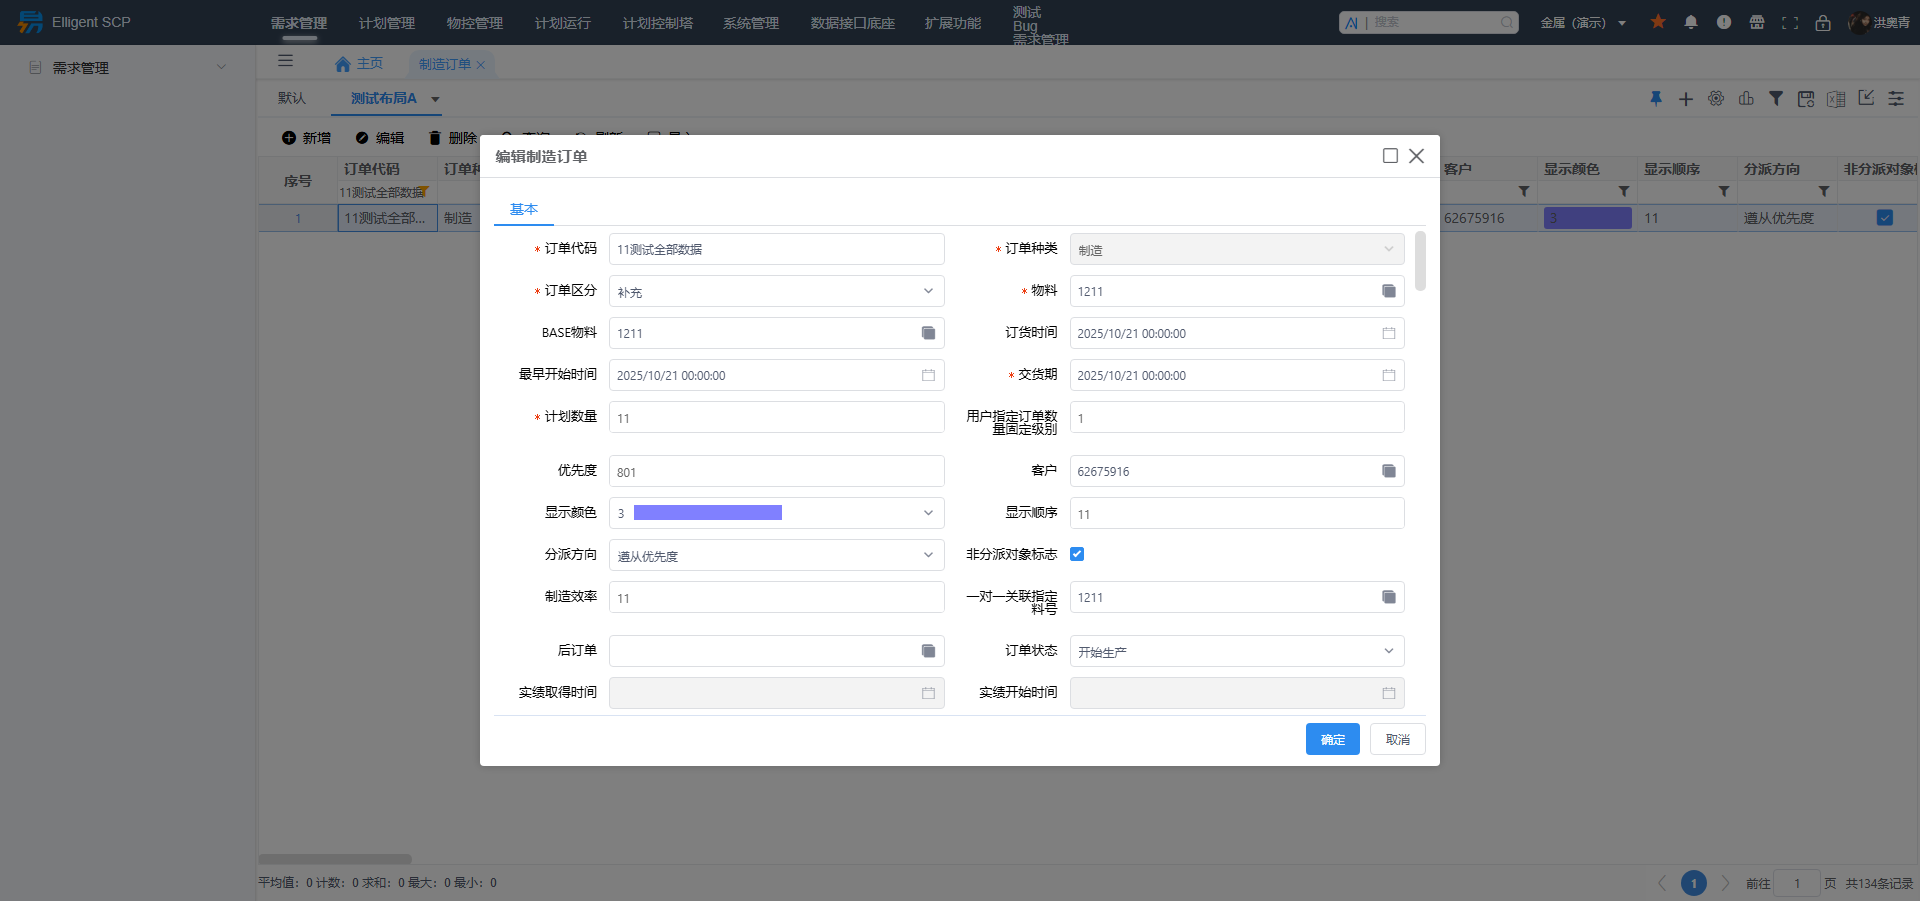 Elligent SCP
需求管理 计划管理 物控管理 计划运行 计划控制塔 系统管理 数据接口底座 扩展功能
测试
Bug
需求管理
AI | 搜索
金属（演示）
洪奥青
需求管理
主页
制造订单
默认
测试布局A
新增 编辑 删除
序号 订单代码 客户 显示颜色 显示顺序 分派方向
11测试全部数据
1 11测试全部... 制造 62675916 3 11 遵从优先度
编辑制造订单
基本
* 订单代码 11测试全部数据
* 订单种类 制造
* 订单区分 补充
* 物料 1211
BASE物料 1211
订货时间 2025/10/21 00:00:00
最早开始时间 2025/10/21 00:00:00
* 交货期 2025/10/21 00:00:00
* 计划数量 11
用户指定订单数
量固定级别 1
优先度 801
客户 62675916
显示颜色 3
显示顺序 11
分派方向 遵从优先度
非分派对象标志
制造效率 11
一对一关联指定
料号 1211
后订单
订单状态 开始生产
实绩取得时间
实绩开始时间
确定 取消
平均值：0 计数：0 求和：0 最大：0 最小：0
1
前往 1 页 共134条记录